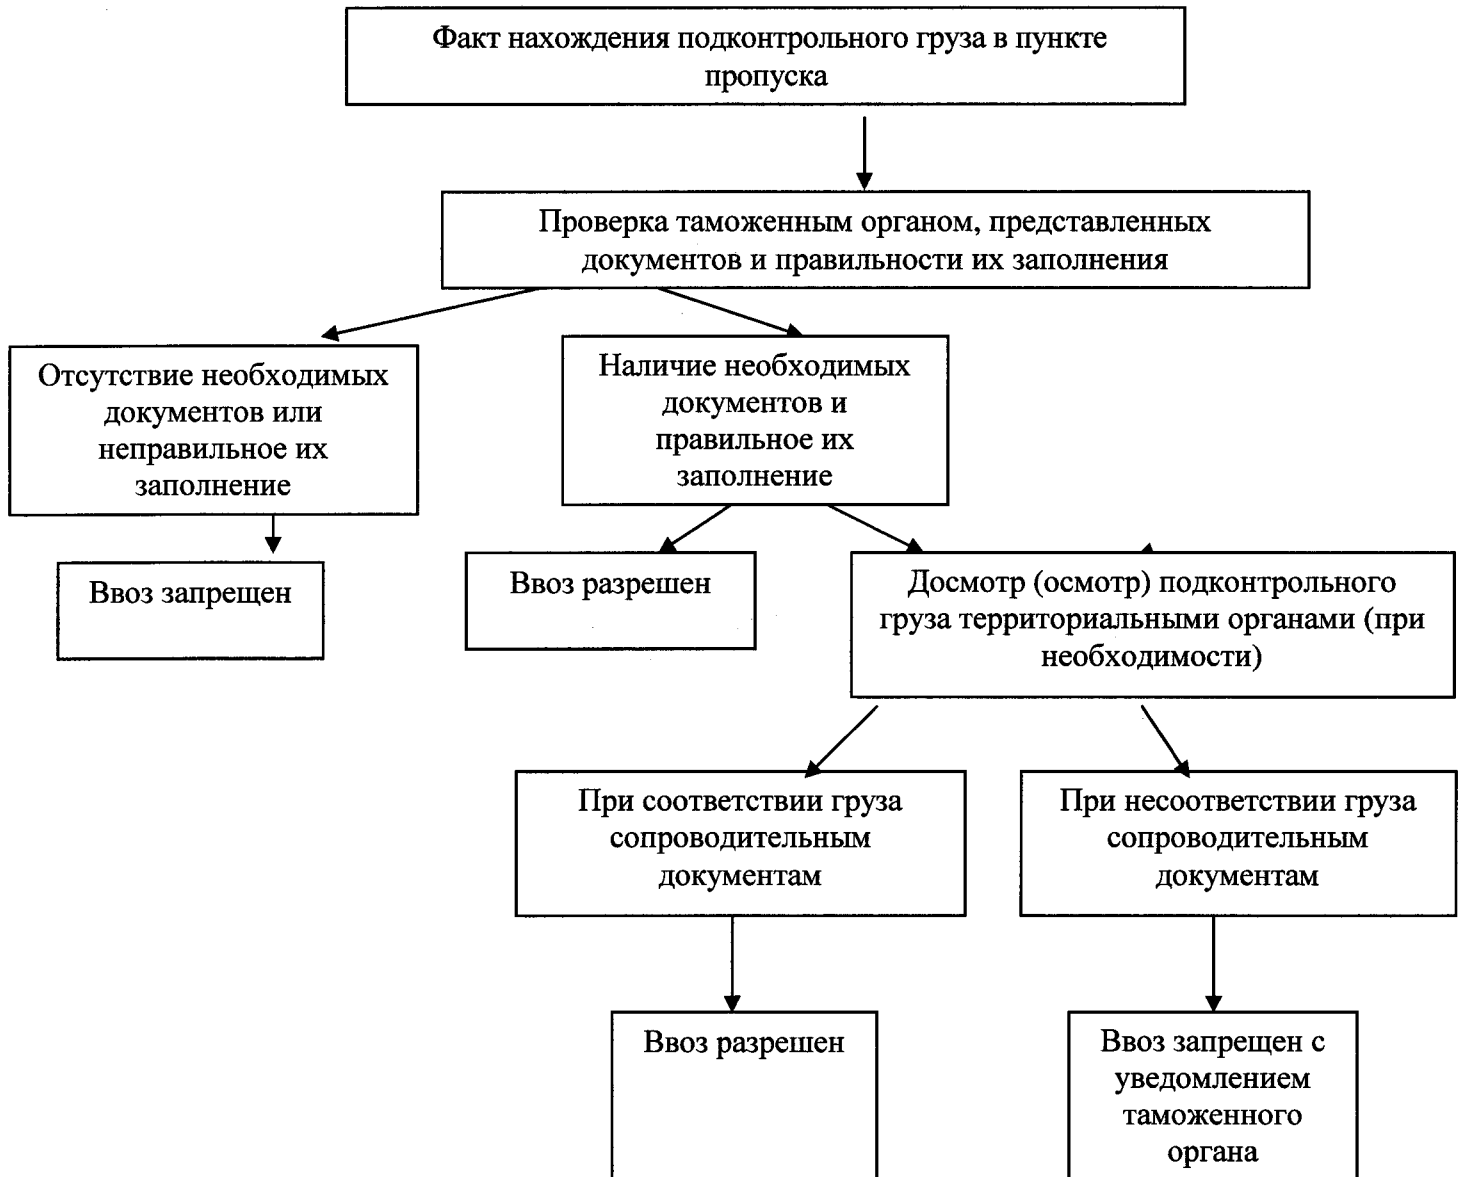 Факт нахождения подконтрольного груза в пункте
пропуска
Проверка таможенным органом, представленных
документов и правильности их заполнения
Отсутствие необходимых
документов или
неправильное их
заполнение
Наличие необходимых
документов и
правильное их
заполнение
Ввоз запрещен
Ввоз разрешен
Досмотр (осмотр) подконтрольного
груза территориальными органами (при
необходимости)
При соответствии груза
сопроводительным
документам
При несоответствии груза
сопроводительным
документам
Ввоз разрешен
Ввоз запрещен с
уведомлением
таможенного
органа